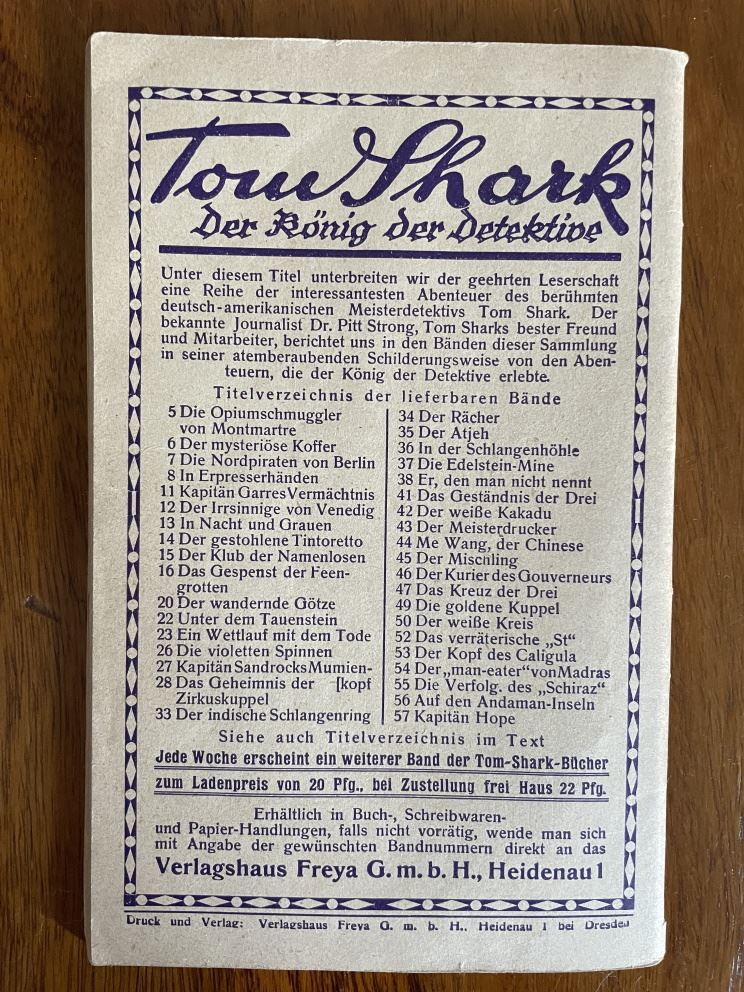 Tom Shark
Der König der Detektive
Unter diesem Titel unterbreiten wir der geehrten Leserschaft
eine Reihe der interessantesten Abenteuer des berühmten
deutsch-amerikanischen Meisterdetektivs Tom Shark. Der
bekannte Journalist Dr. Pitt Strong, Tom Sharks bester Freund
und Mitarbeiter, berichtet uns in den Bänden dieser Sammlung
in seiner atemberaubenden Schilderungsweise von den Aben-
teuern, die der König der Detektive erlebte.
Titelverzeichnis der lieferbaren Bände
5 Die Opiumschmuggler
von Montmartre
6 Der mysteriöse Koffer
7 Die Nordpiraten von Berlin
8 In Erpresserhänden
11 Kapitän Garres Vermächtnis
12 Der Irrsinnige von Venedig
13 In Nacht und Grauen
14 Der gestohlene Tintoretto
15 Der Klub der Namenlosen
16 Das Gespenst der Feen-
grotten
20 Der wandernde Götze
22 Unter dem Tauenstein
23 Ein Wettlauf mit dem Tode
26 Die violetten Spinnen
27 Kapitän Sandrocks Mumien-
28 Das Geheimnis der [kopf
Zirkuskuppel
33 Der indische Schlangenring
34 Der Rächer
35 Der Atjeh
36 In der Schlangenhöhle
37 Die Edelstein-Mine
38 Er, den man nicht nennt
41 Das Geständnis der Drei
42 Der weiße Kakadu
43 Der Meisterdrucker
44 Me Wang, der Chinese
45 Der Mischling
46 Der Kurier des Gouverneurs
47 Das Kreuz der Drei
49 Die goldene Kuppel
50 Der weiße Kreis
52 Das verräterische „St“
53 Der Kopf des Caligula
54 Der „man-eater“ von Madras
55 Die Verfolg. des „Schiraz“
56 Auf den Andaman-Inseln
57 Kapitän Hope
Siehe auch Titelverzeichnis im Text
Jede Woche erscheint ein weiterer Band der Tom-Shark-Bücher
zum Ladenpreis von 20 Pfg., bei Zustellung frei Haus 22 Pfg.
Erhältlich in Buch-, Schreibwaren-
und Papier-Handlungen, falls nicht vorrätig, wende man sich
mit Angabe der gewünschten Bandnummern direkt an das
Verlagshaus Freya G. m. b. H., Heidenau 1
Druck und Verlag: Verlagshaus Freya G. m. b. H., Heidenau 1 bei Dresden